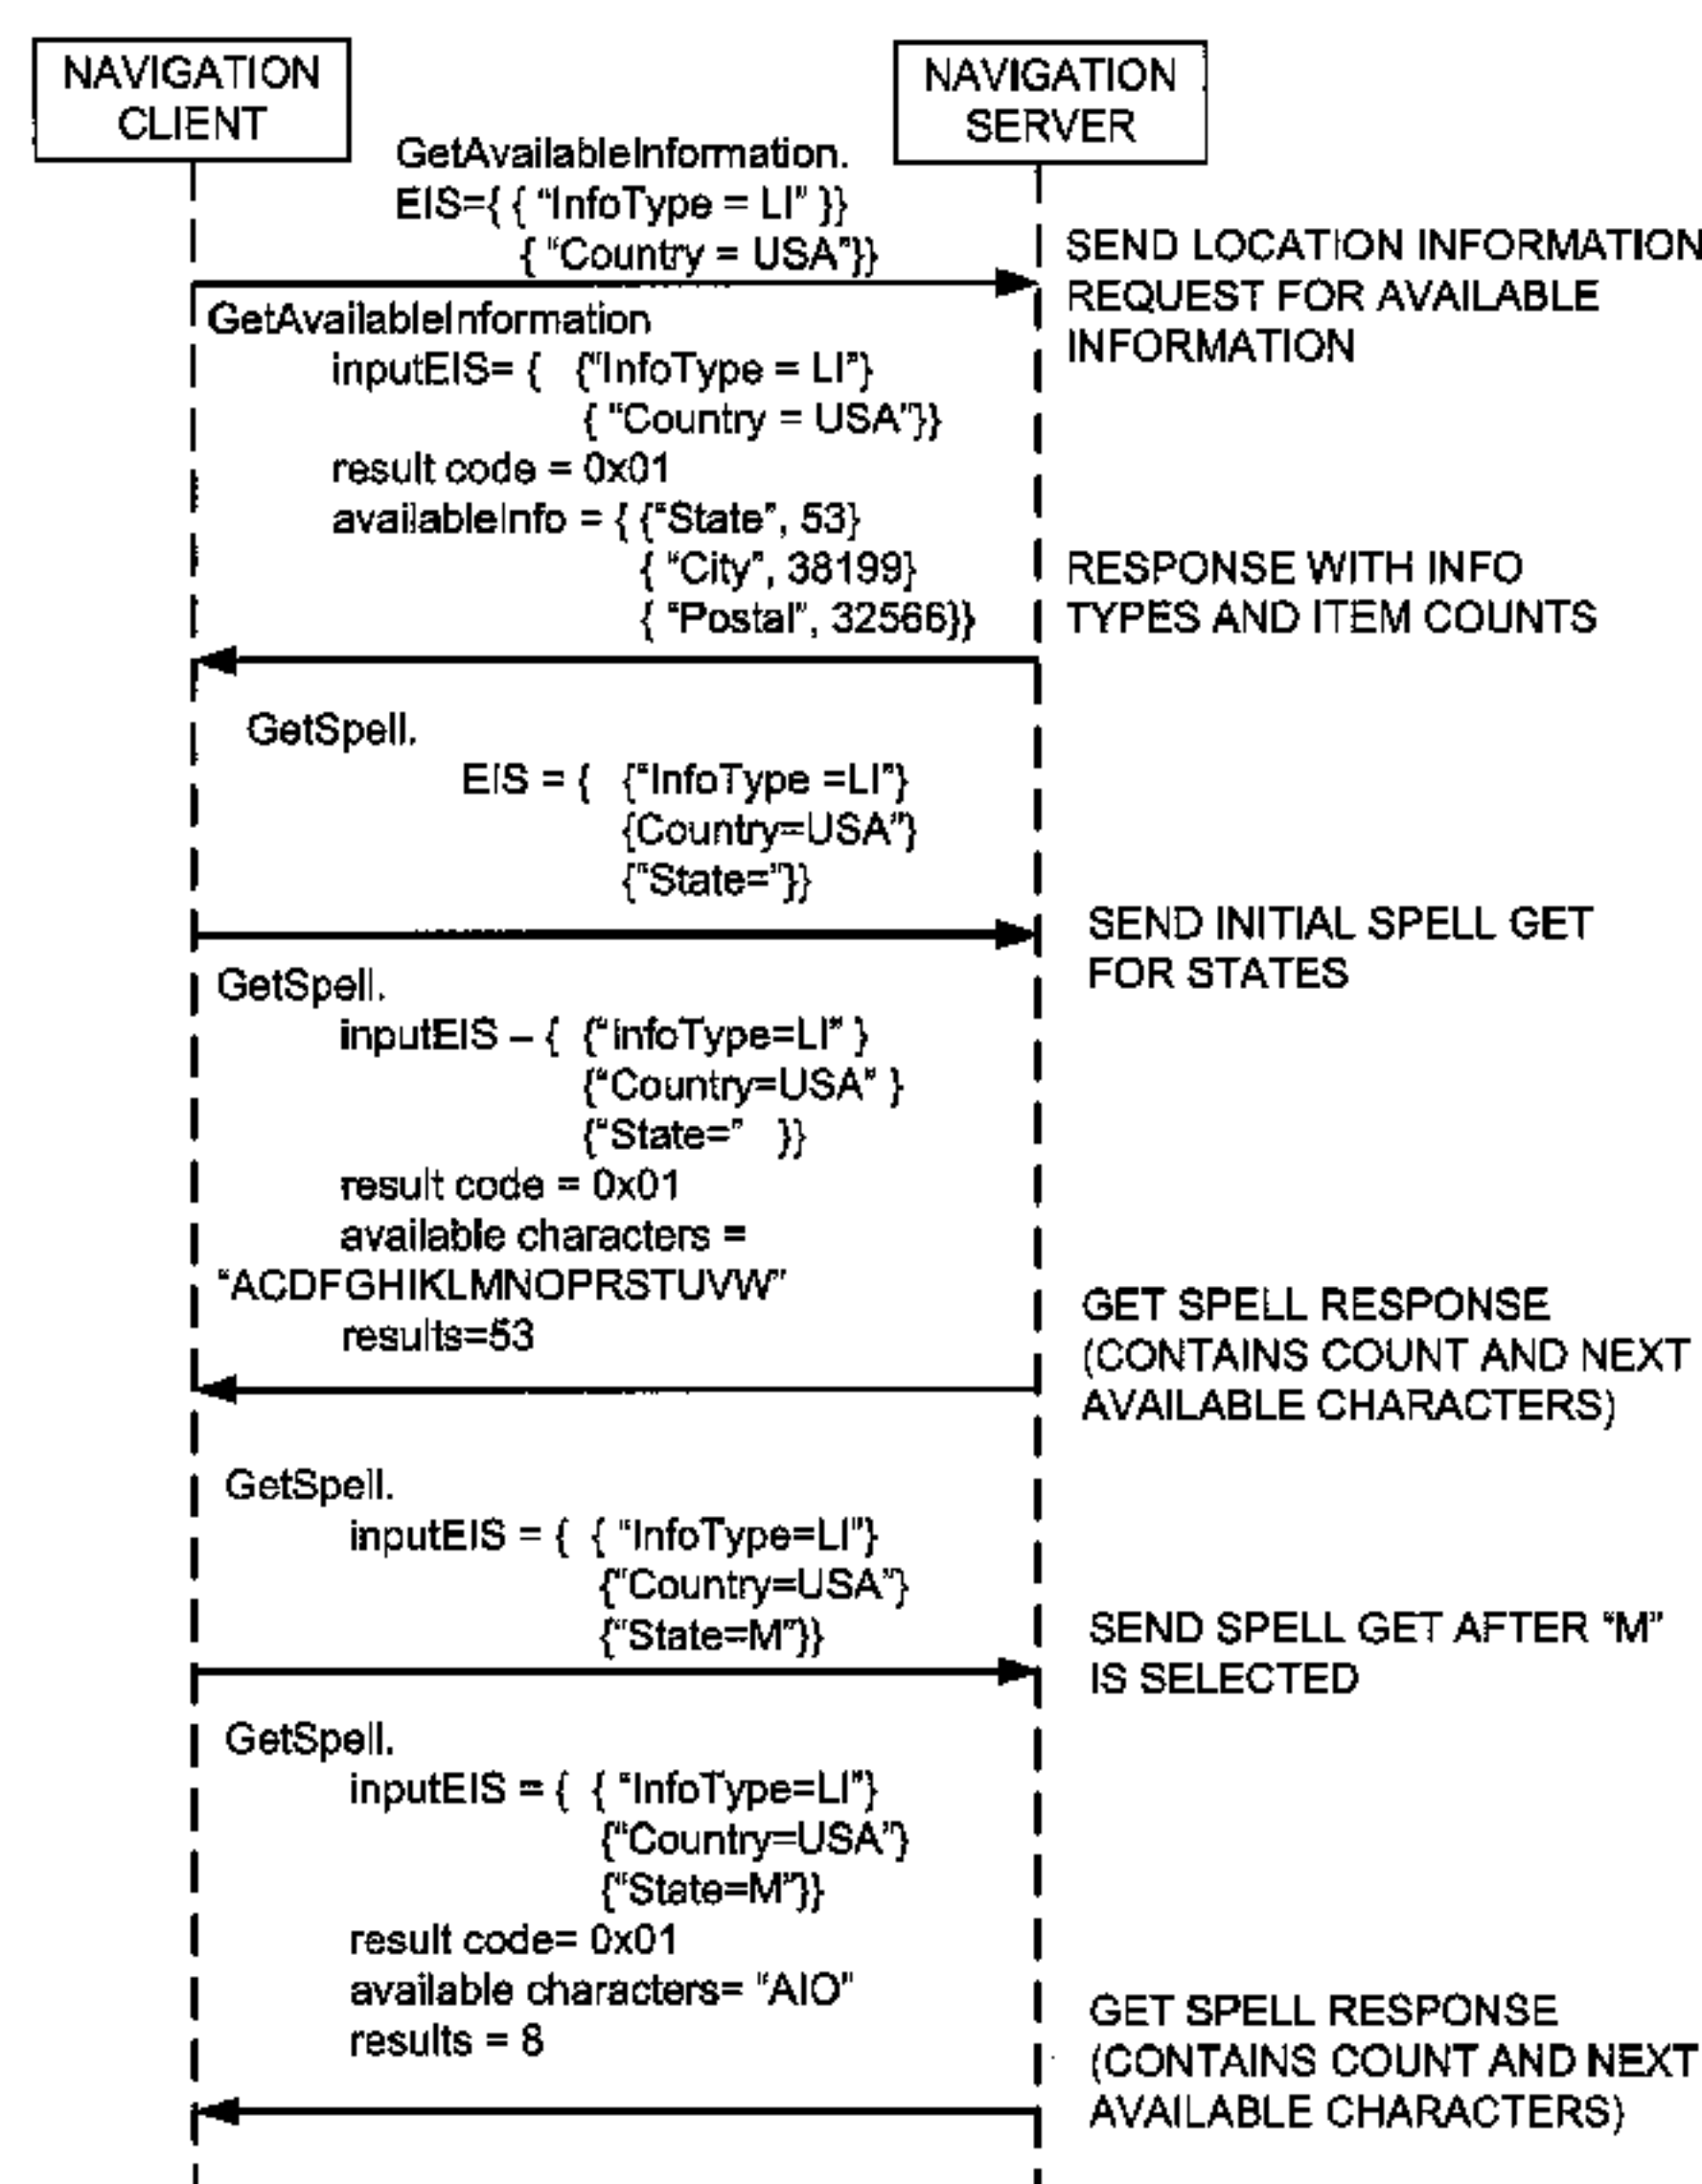 NAVIGATION
CLIENT
NAVIGATION
SERVER
GetAvailableInformation.
EIS={ { “InfoType = LI” }}
{ “Country = USA”}}
SEND LOCATION INFORMATION
REQUEST FOR AVAILABLE
INFORMATION
GetAvailableInformation
inputEIS= { {“InfoType = LI”}
{ “Country = USA”}}
result code = 0x01
availableInfo = { {“State”, 53}
{ “City”, 38199}
{ “Postal”, 32566}}
RESPONSE WITH INFO
TYPES AND ITEM COUNTS
GetSpell.
EIS = { {“InfoType =LI”}
{Country=USA”}
{“State=”}}
SEND INITIAL SPELL GET
FOR STATES
GetSpell.
inputEIS – { {“infoType=LI” }
{“Country=USA” }
{“State=” }}
result code = 0x01
available characters =
“ACDFGHIKLMNOPRSTUVW”
results=53
GET SPELL RESPONSE
(CONTAINS COUNT AND NEXT
AVAILABLE CHARACTERS)
GetSpell.
inputEIS = { { “InfoType=LI”}
{“Country=USA”}
{“State=M”}}
SEND SPELL GET AFTER “M”
IS SELECTED
GetSpell.
inputEIS = { { “InfoType=LI”}
{“Country=USA”}
{“State=M”}}
result code= 0x01
available characters= “AIO”
results = 8
GET SPELL RESPONSE
(CONTAINS COUNT AND NEXT
AVAILABLE CHARACTERS)